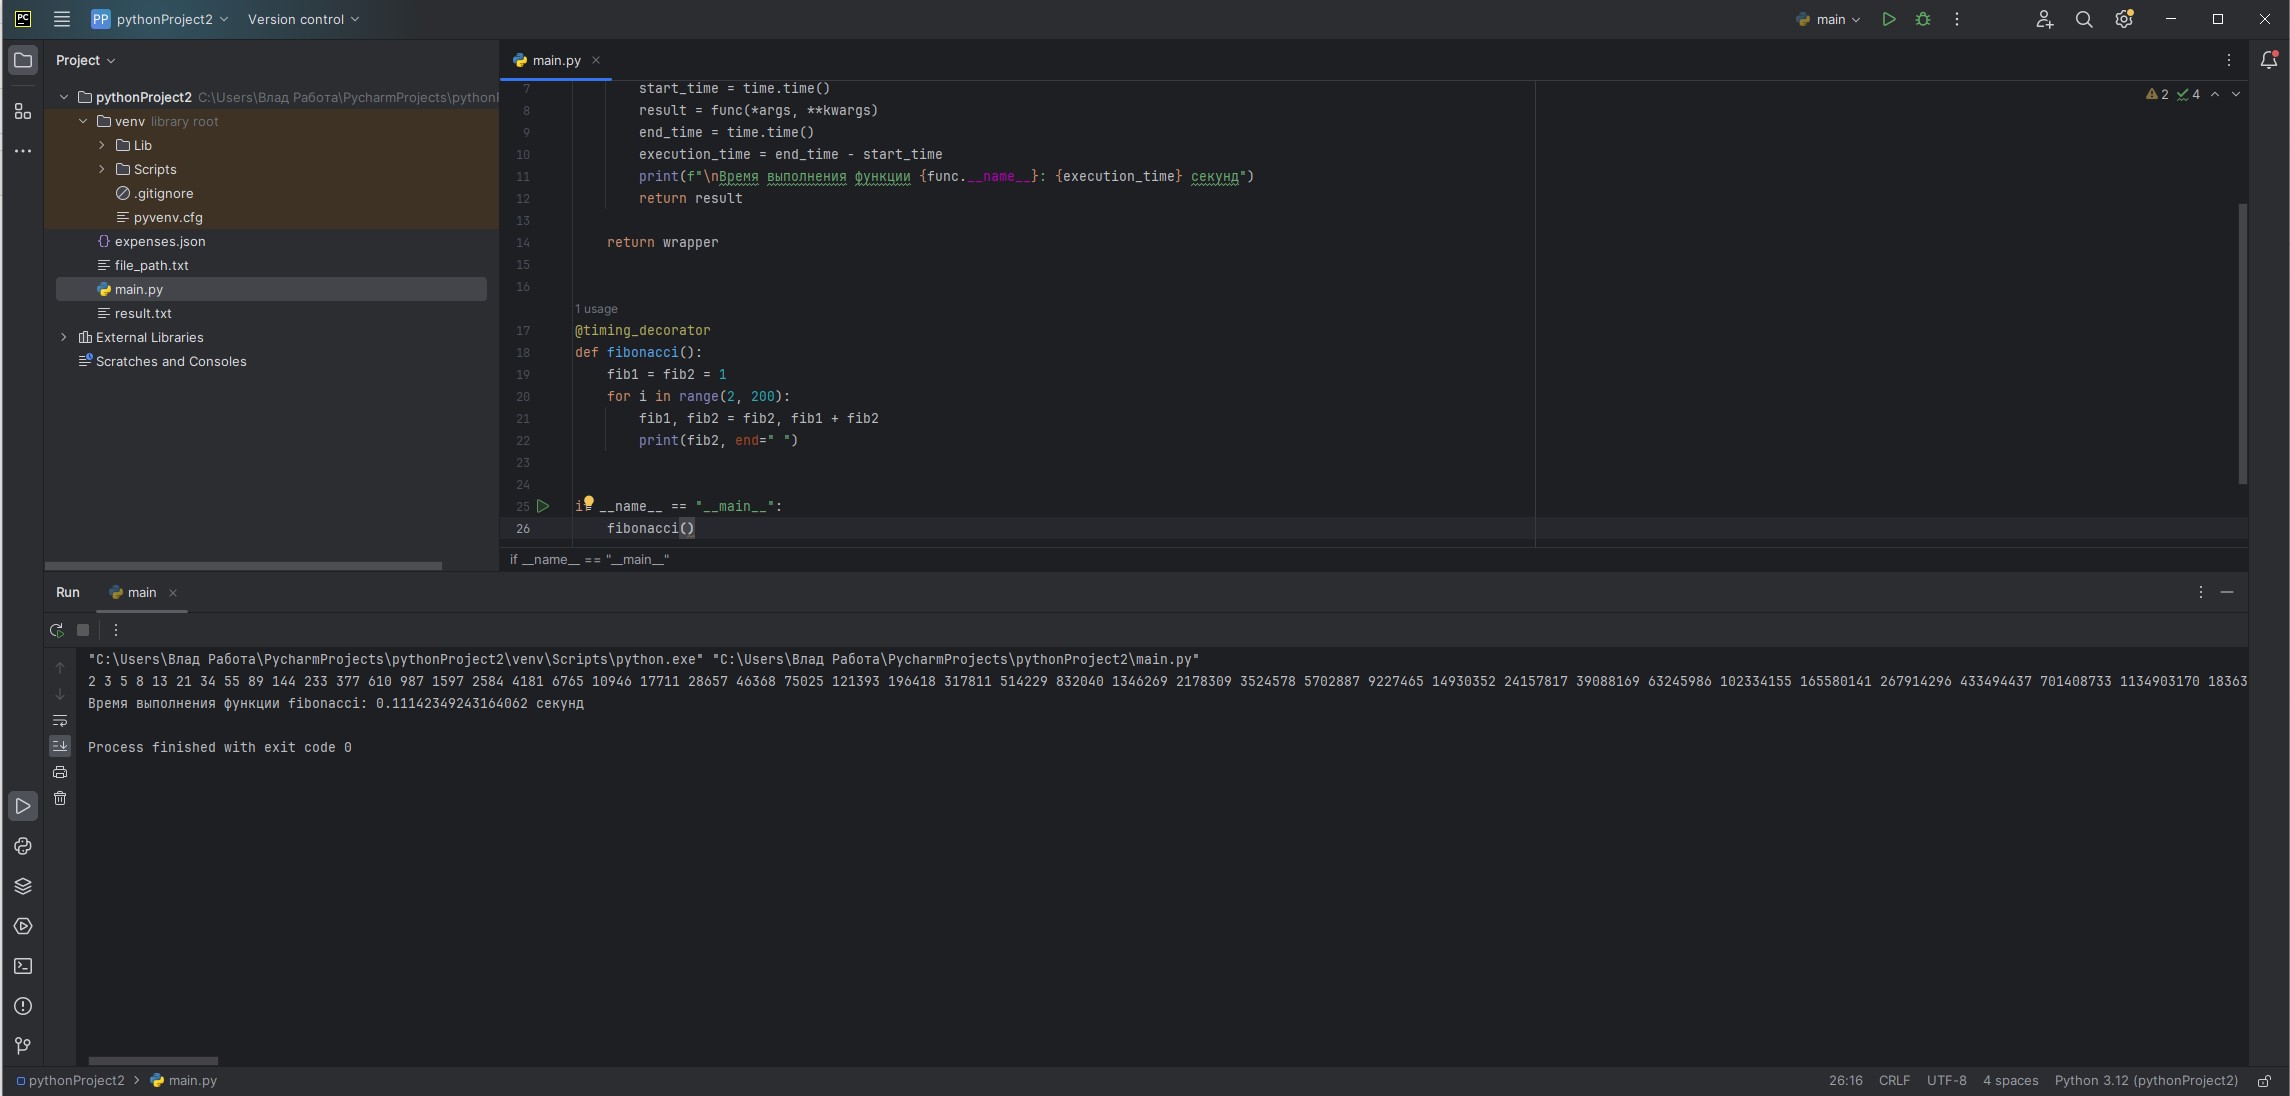 PC PP pythonProject2 Version control main
Project
pythonProject2 C:\Users\Влад Работа\PycharmProjects\python
venv library root
Lib
Scripts
.gitignore
pyvenv.cfg
expenses.json
file_path.txt
main.py
result.txt
External Libraries
Scratches and Consoles
main.py
2 4
7 start_time = time.time()
8 result = func(*args, **kwargs)
9 end_time = time.time()
10 execution_time = end_time - start_time
11 print(f"\nВремя выполнения функции {func.__name__}: {execution_time} секунд")
12 return result
13
14 return wrapper
15
16
1 usage
17 @timing_decorator
18 def fibonacci():
19 fib1 = fib2 = 1
20 for i in range(2, 200):
21 fib1, fib2 = fib2, fib1 + fib2
22 print(fib2, end=" ")
23
24
25 if __name__ == "__main__":
26 fibonacci()
if __name__ == "__main__"
Run main
"C:\Users\Влад Работа\PycharmProjects\pythonProject2\venv\Scripts\python.exe" "C:\Users\Влад Работа\PycharmProjects\pythonProject2\main.py"
2 3 5 8 13 21 34 55 89 144 233 377 610 987 1597 2584 4181 6765 10946 17711 28657 46368 75025 121393 196418 317811 514229 832040 1346269 2178309 3524578 5702887 9227465 14930352 24157817 39088169 63245986 102334155 165580141 267914296 433494437 701408733 1134903170 18363
Время выполнения функции fibonacci: 0.11142349243164062 секунд
Process finished with exit code 0
pythonProject2 > main.py 26:16 CRLF UTF-8 4 spaces Python 3.12 (pythonProject2)